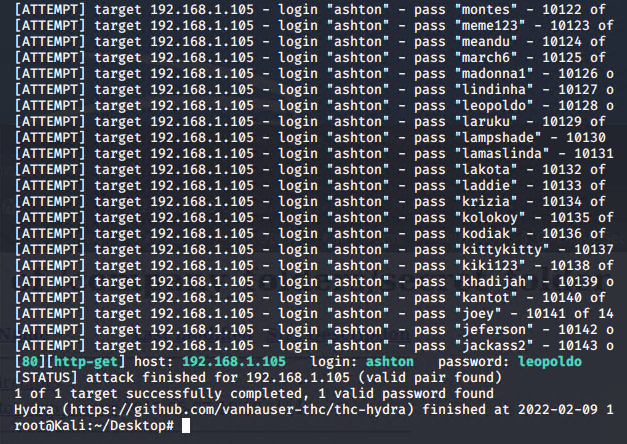 [ATTEMPT] target 192.168.1.105 - login "ashton" - pass "montes" - 10122 of
[ATTEMPT] target 192.168.1.105 - login "ashton" - pass "meme123" - 10123 of
[ATTEMPT] target 192.168.1.105 - login "ashton" - pass "meandu" - 10124 of
[ATTEMPT] target 192.168.1.105 - login "ashton" - pass "march6" - 10125 of
[ATTEMPT] target 192.168.1.105 - login "ashton" - pass "madonna1" - 10126 o
[ATTEMPT] target 192.168.1.105 - login "ashton" - pass "lindinha" - 10127 o
[ATTEMPT] target 192.168.1.105 - login "ashton" - pass "leopoldo" - 10128 o
[ATTEMPT] target 192.168.1.105 - login "ashton" - pass "laruku" - 10129 of
[ATTEMPT] target 192.168.1.105 - login "ashton" - pass "lampshade" - 10130
[ATTEMPT] target 192.168.1.105 - login "ashton" - pass "lamaslinda" - 10131
[ATTEMPT] target 192.168.1.105 - login "ashton" - pass "lakota" - 10132 of
[ATTEMPT] target 192.168.1.105 - login "ashton" - pass "laddie" - 10133 of
[ATTEMPT] target 192.168.1.105 - login "ashton" - pass "krizia" - 10134 of
[ATTEMPT] target 192.168.1.105 - login "ashton" - pass "kolokoy" - 10135 of
[ATTEMPT] target 192.168.1.105 - login "ashton" - pass "kodiak" - 10136 of
[ATTEMPT] target 192.168.1.105 - login "ashton" - pass "kittykitty" - 10137
[ATTEMPT] target 192.168.1.105 - login "ashton" - pass "kiki123" - 10138 of
[ATTEMPT] target 192.168.1.105 - login "ashton" - pass "khadijah" - 10139 o
[ATTEMPT] target 192.168.1.105 - login "ashton" - pass "kantot" - 10140 of
[ATTEMPT] target 192.168.1.105 - login "ashton" - pass "joey" - 10141 of 14
[ATTEMPT] target 192.168.1.105 - login "ashton" - pass "jeferson" - 10142 o
[ATTEMPT] target 192.168.1.105 - login "ashton" - pass "jackass2" - 10143 o
[80][http-get] host: 192.168.1.105   login: ashton   password: leopoldo
[STATUS] attack finished for 192.168.1.105 (valid pair found)
1 of 1 target successfully completed, 1 valid password found
Hydra (https://github.com/vanhauser-thc/thc-hydra) finished at 2022-02-09 1
root@Kali:~/Desktop#